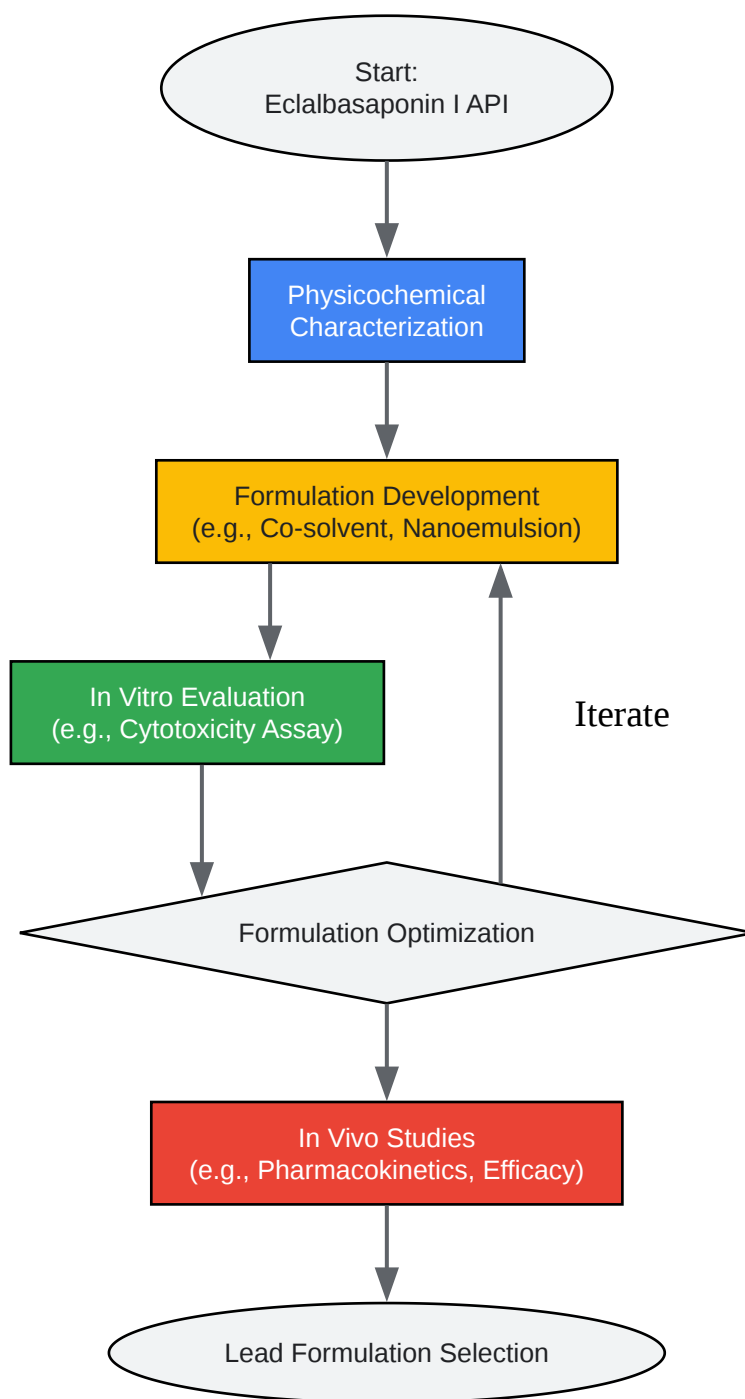 Start:
Eclalbasaponin I API
Physicochemical
Characterization
Formulation Development
(e.g., Co-solvent, Nanoemulsion)
In Vitro Evaluation
(e.g., Cytotoxicity Assay)
Iterate
Formulation Optimization
In Vivo Studies
(e.g., Pharmacokinetics, Efficacy)
Lead Formulation Selection